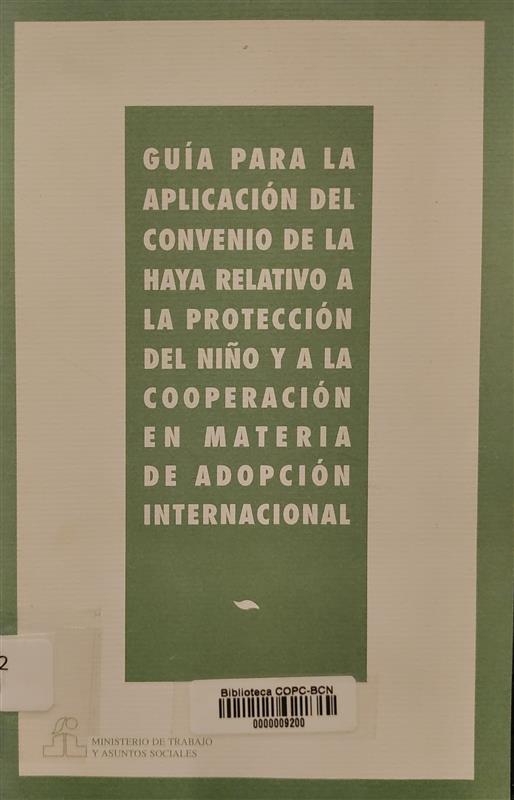 GUÍA PARA LA
APLICACIÓN DEL
CONVENIO DE LA
HAYA RELATIVO A
LA PROTECCIÓN
DEL NIÑO Y A LA
COOPERACIÓN
EN MATERIA
DE ADOPCIÓN
INTERNACIONAL
2
Biblioteca COPC-BCN
0000009200
MINISTERIO DE TRABAJO
Y ASUNTOS SOCIALES